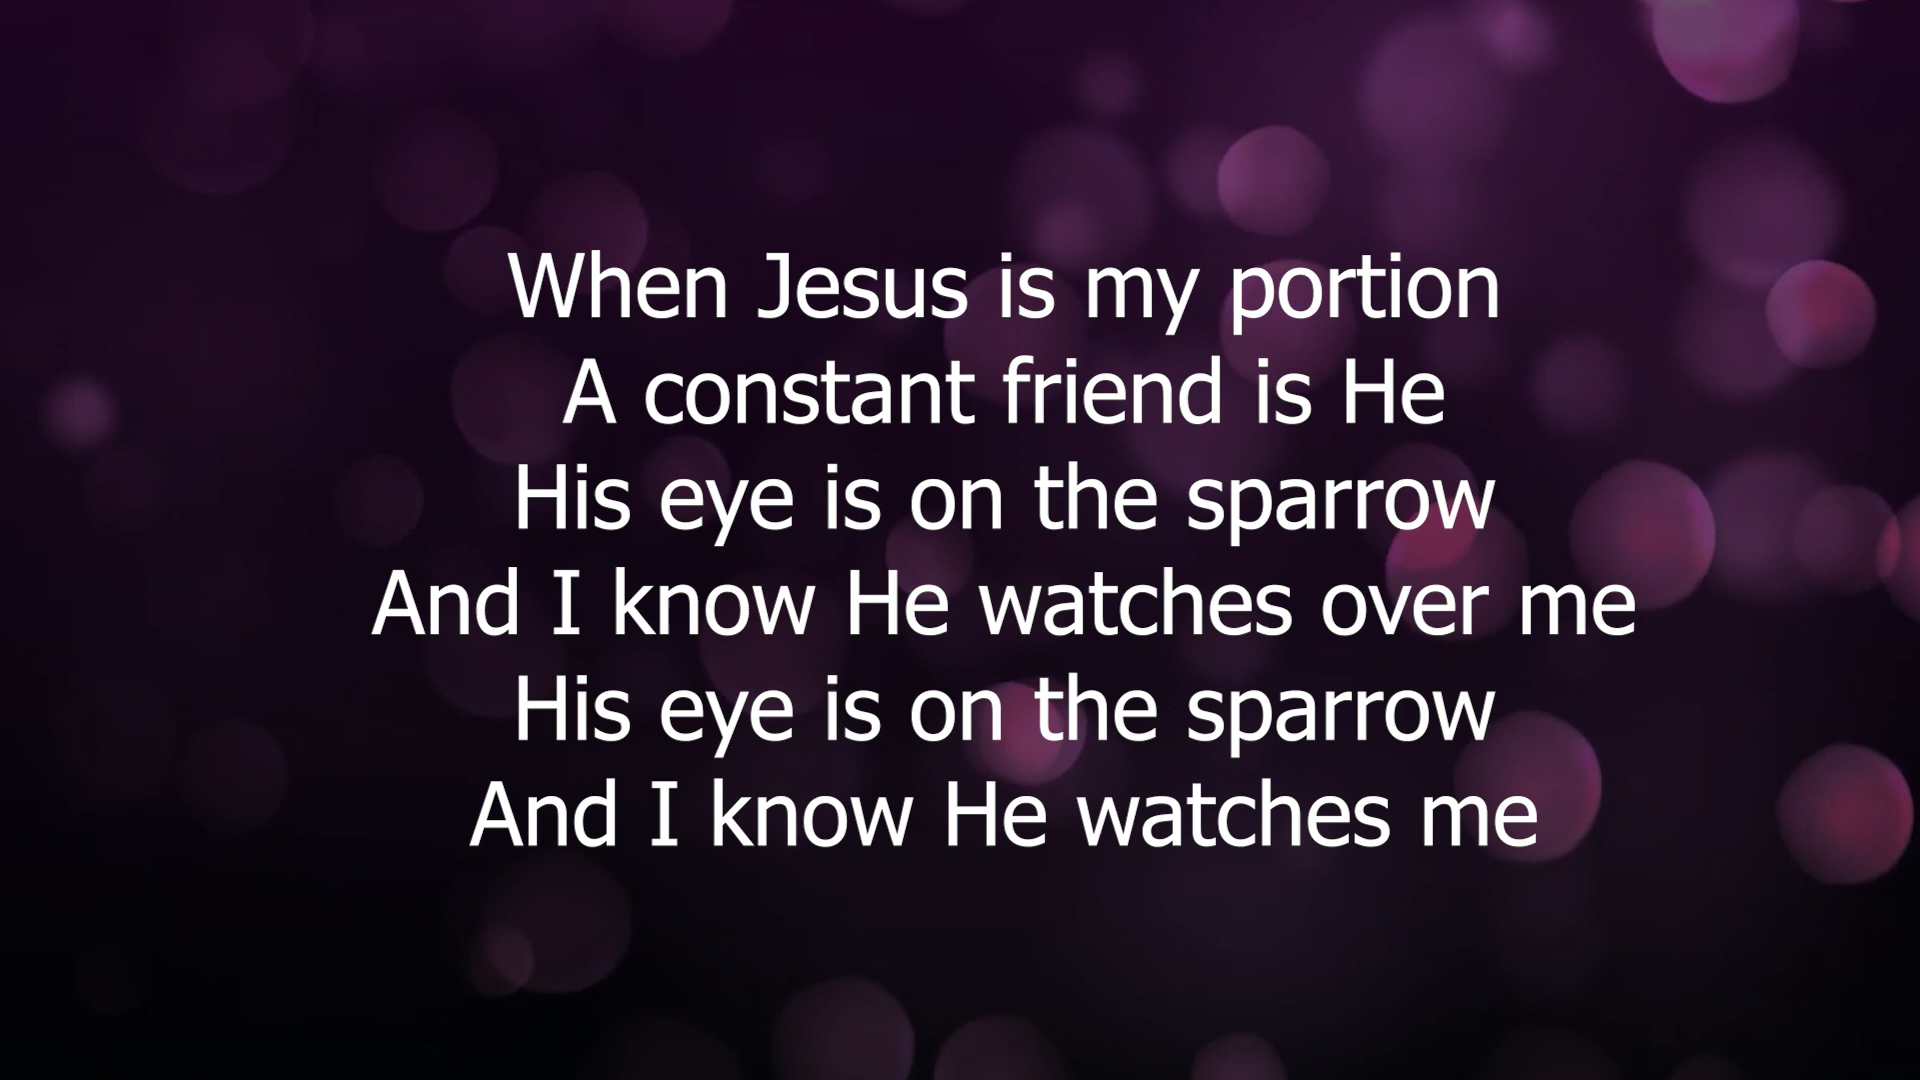 When Jesus is my portion
A constant friend is He
His eye is on the sparrow
And I know He watches over me
His eye is on the sparrow
And I know He watches me